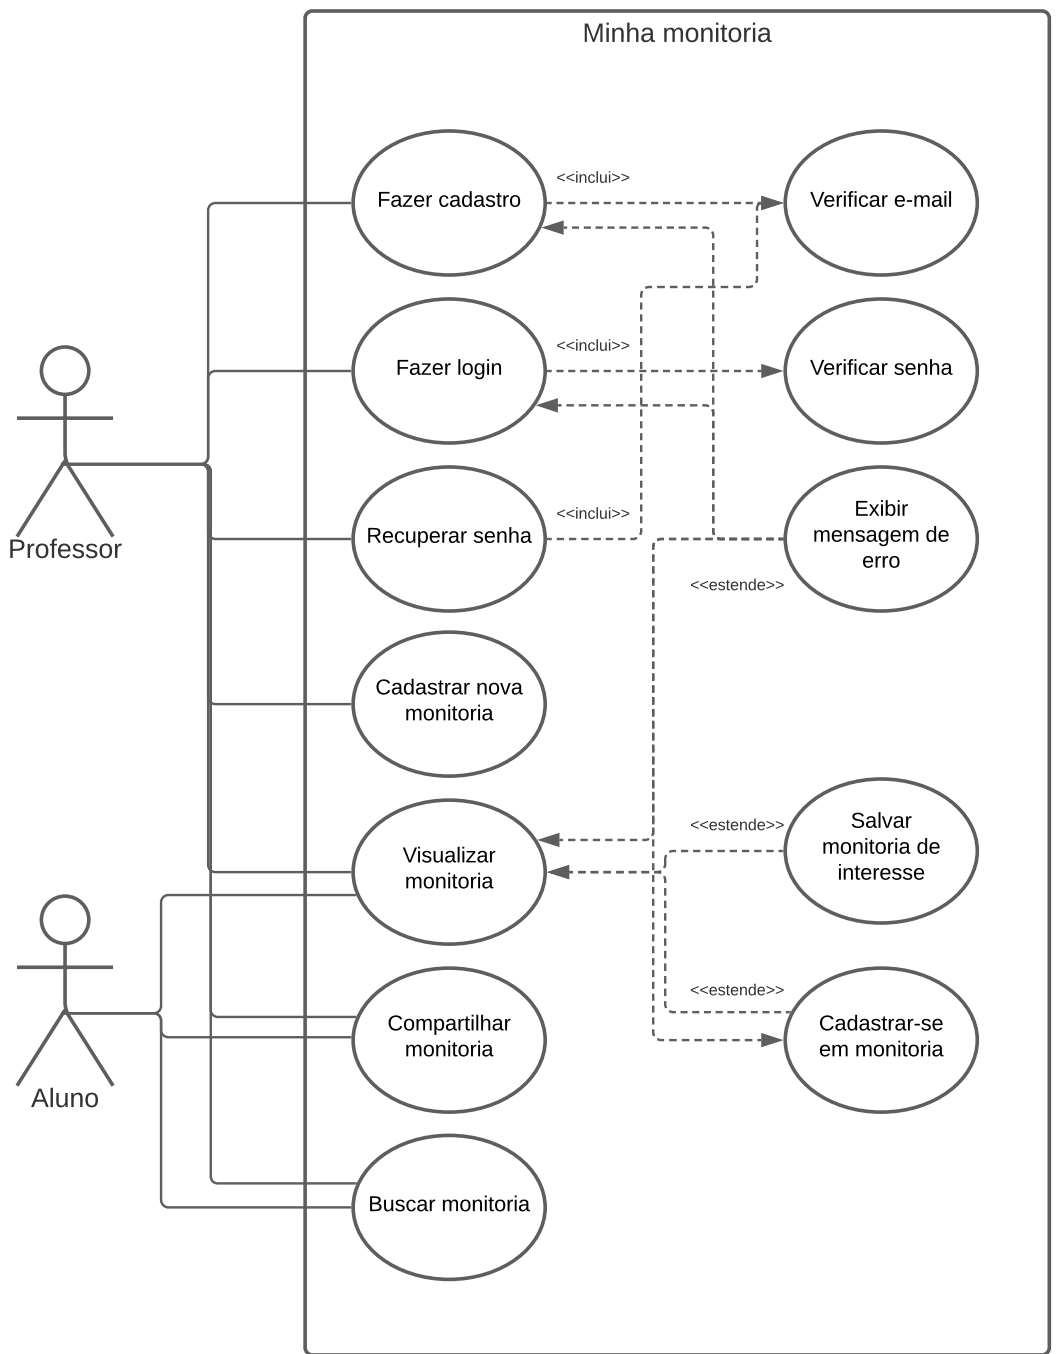 Minha monitoria
Fazer cadastro
<<inclui>>
Verificar e-mail
Fazer login
<<inclui>>
Verificar senha
Professor
Recuperar senha
<<inclui>>
Exibir
mensagem de
erro
<<estende>>
Cadastrar nova
monitoria
Visualizar
monitoria
<<estende>>
Salvar
monitoria de
interesse
Aluno
Compartilhar
monitoria
<<estende>>
Cadastrar-se
em monitoria
Buscar monitoria